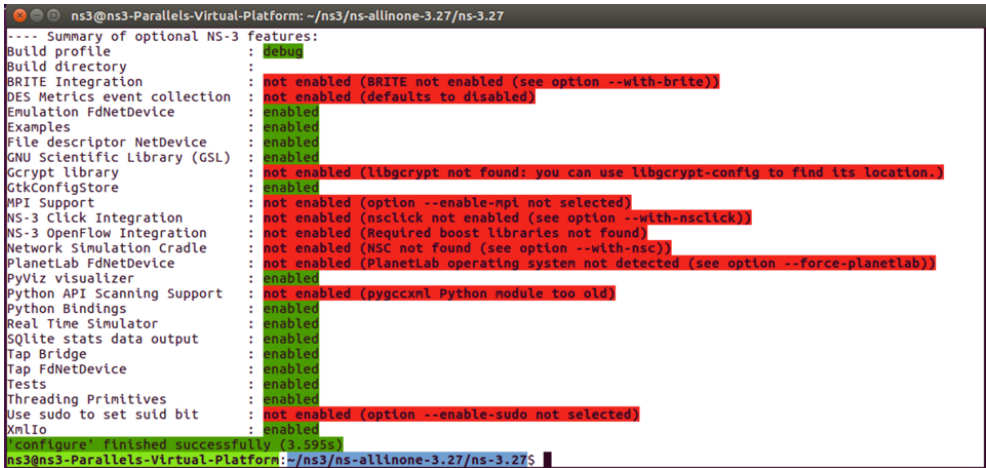 ns3@ns3-Parallels-Virtual-Platform: ~/ns3/ns-allinone-3.27/ns-3.27
---- Summary of optional NS-3 features:
Build profile : debug
Build directory :
BRITE Integration : not enabled (BRITE not enabled (see option --with-brite))
DES Metrics event collection : not enabled (defaults to disabled)
Emulation FdNetDevice : enabled
Examples : enabled
File descriptor NetDevice : enabled
GNU Scientific Library (GSL) : enabled
Gcrypt library : not enabled (libgcrypt not found: you can use libgcrypt-config to find its location.)
GtkConfigStore : enabled
MPI Support : not enabled (option --enable-mpi not selected)
NS-3 Click Integration : not enabled (nsclick not enabled (see option --with-nsclick))
NS-3 OpenFlow Integration : not enabled (Required boost libraries not found)
Network Simulation Cradle : not enabled (NSC not found (see option --with-nsc))
PlanetLab FdNetDevice : not enabled (PlanetLab operating system not detected (see option --force-planetlab))
PyViz visualizer : enabled
Python API Scanning Support : not enabled (pygccxml Python module too old)
Python Bindings : enabled
Real Time Simulator : enabled
SQlite stats data output : enabled
Tap Bridge : enabled
Tap FdNetDevice : enabled
Tests : enabled
Threading Primitives : enabled
Use sudo to set suid bit : not enabled (option --enable-sudo not selected)
XmlIo : enabled
'configure' finished successfully (3.595s)
ns3@ns3-Parallels-Virtual-Platform:~/ns3/ns-allinone-3.27/ns-3.27$